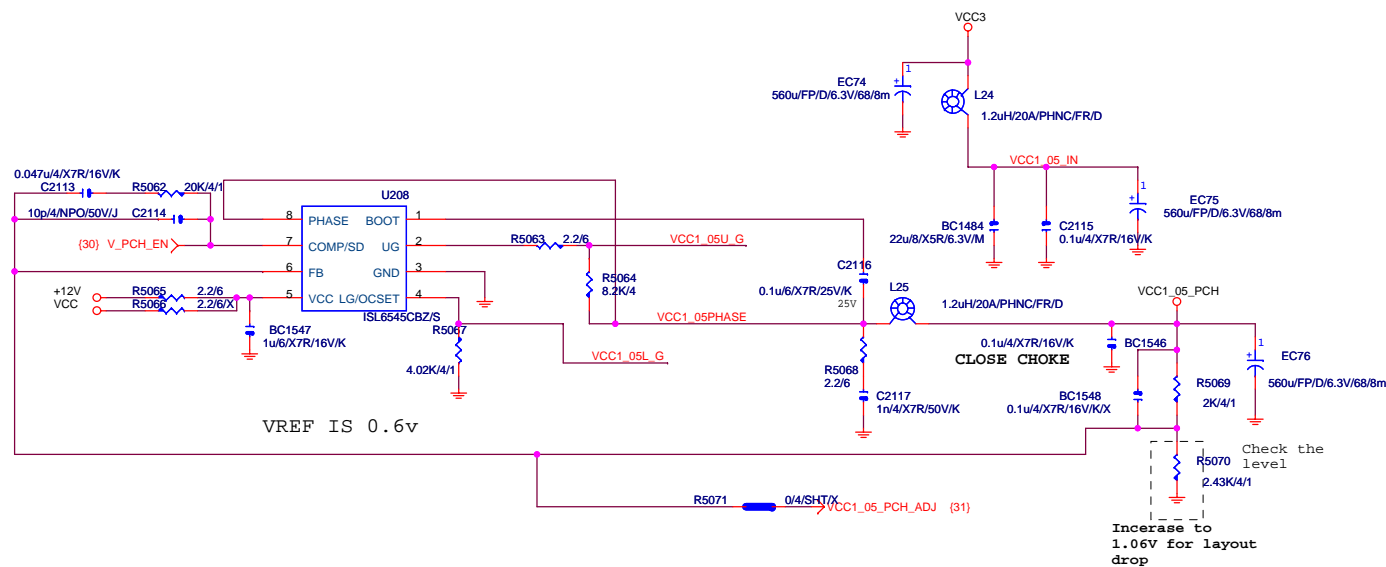 VCC3
EC74
1
560u/FP/D/6.3V/68/8m
L24
1.2uH/20A/PHNC/FR/D
VCC1_05_IN
1
EC75
560u/FP/D/6.3V/68/8m
BC1484
22u/8/X5R/6.3V/M
C2115
0.1u/4/X7R/16V/K
0.047u/4/X7R/16V/K
C2113
R5062
20K/4/1
10p/4/NPO/50V/J
C2114
{30} V_PCH_EN
+12V
VCC
R5065
2.2/6
R5066
2.2/6/X
BC1547
1u/6/X7R/16V/K
U208
8 PHASE BOOT 1
7 COMP/SD UG 2
6 FB GND 3
5 VCC LG/OCSET 4
ISL6545CBZ/S
R5063
2.2/6
VCC1_05U_G
R5064
8.2K/4
R5067
4.02K/4/1
VCC1_05PHASE
VCC1_05L_G
C2116
0.1u/6/X7R/25V/K
25V
L25
1.2uH/20A/PHNC/FR/D
R5068
2.2/6
C2117
1n/4/X7R/50V/K
VCC1_05_PCH
0.1u/4/X7R/16V/K
BC1546
CLOSE CHOKE
1
EC76
560u/FP/D/6.3V/68/8m
BC1548
0.1u/4/X7R/16V/K/X
R5069
2K/4/1
VREF IS 0.6v
Check the
level
R5070
2.43K/4/1
R5071
0/4/SHT/X
VCC1_05_PCH_ADJ {31}
Incerase to
1.06V for layout
drop